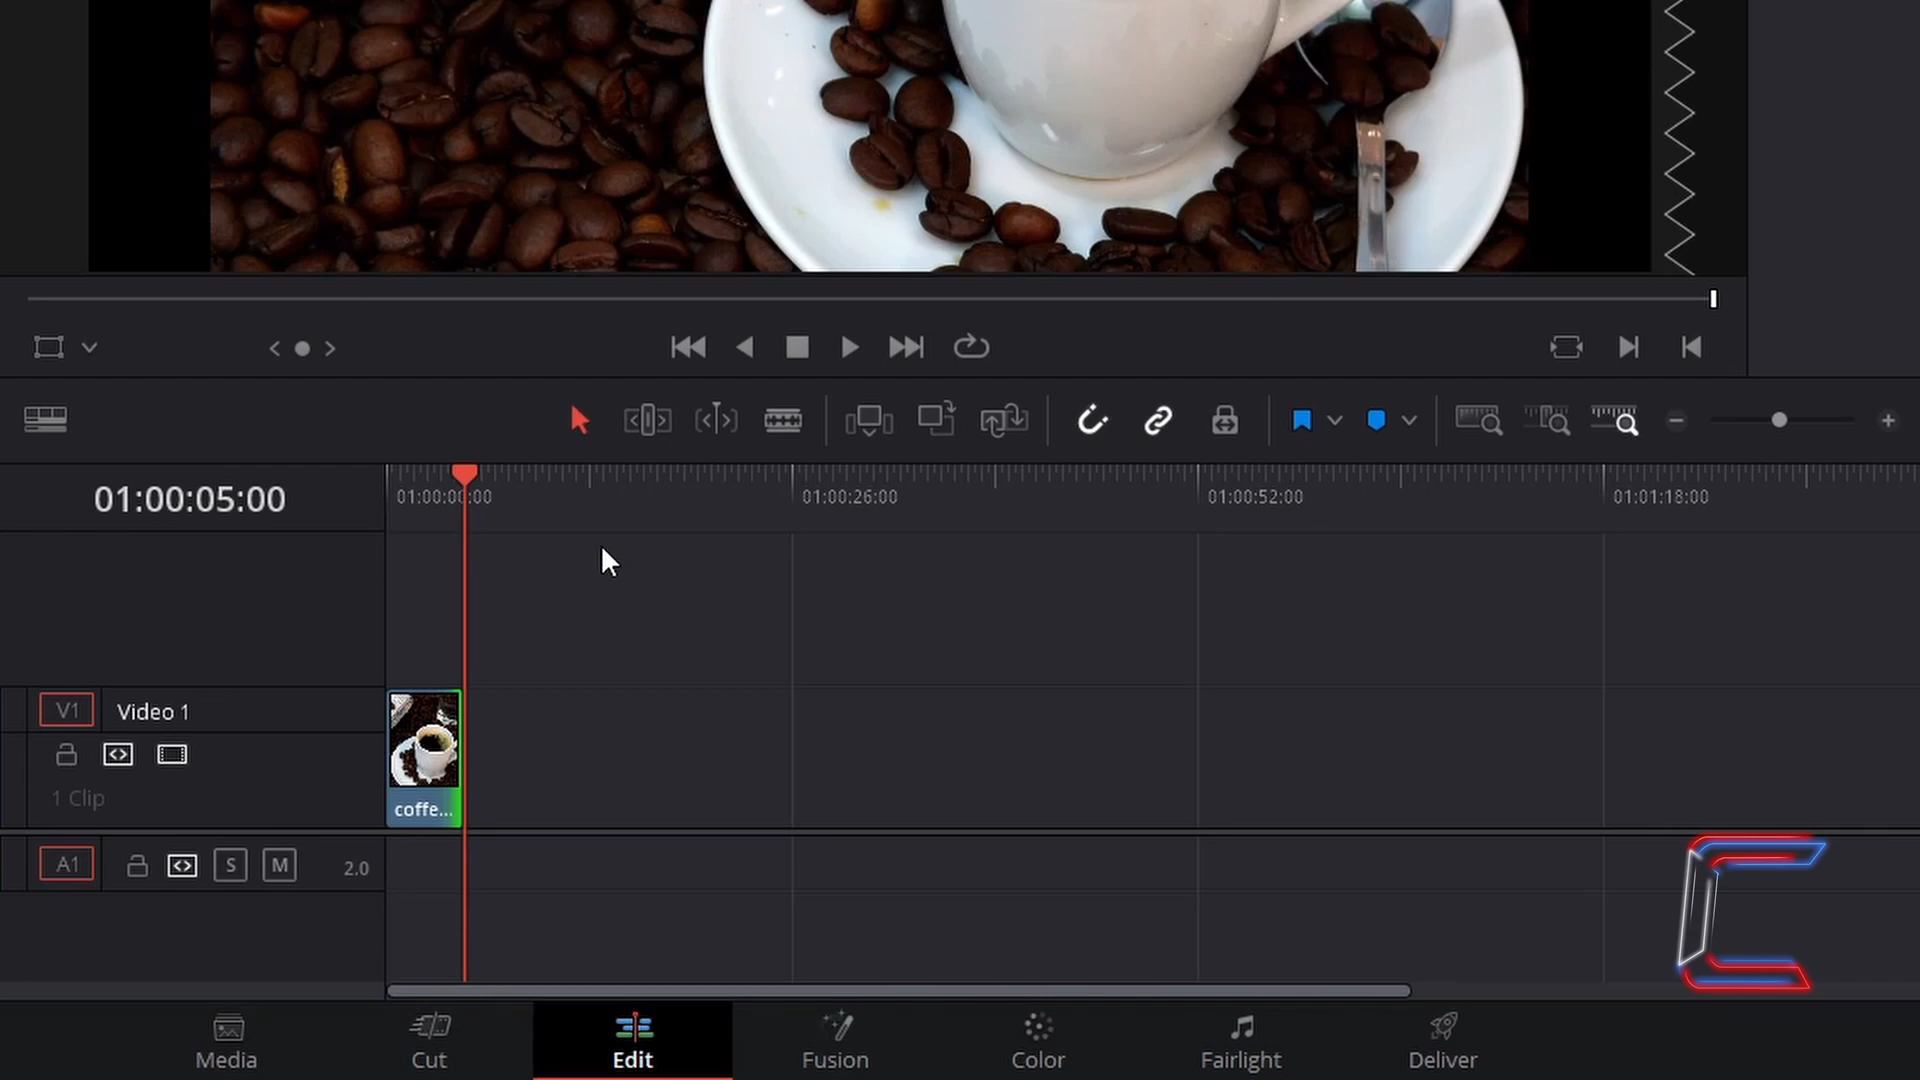 01:00:05:00
01:00:00:00
01:00:26:00
01:00:52:00
01:01:18:00
V1 Video 1
1 Clip
coffe...
A1 S M 2.0
Media Cut Edit Fusion Color Fairlight Deliver